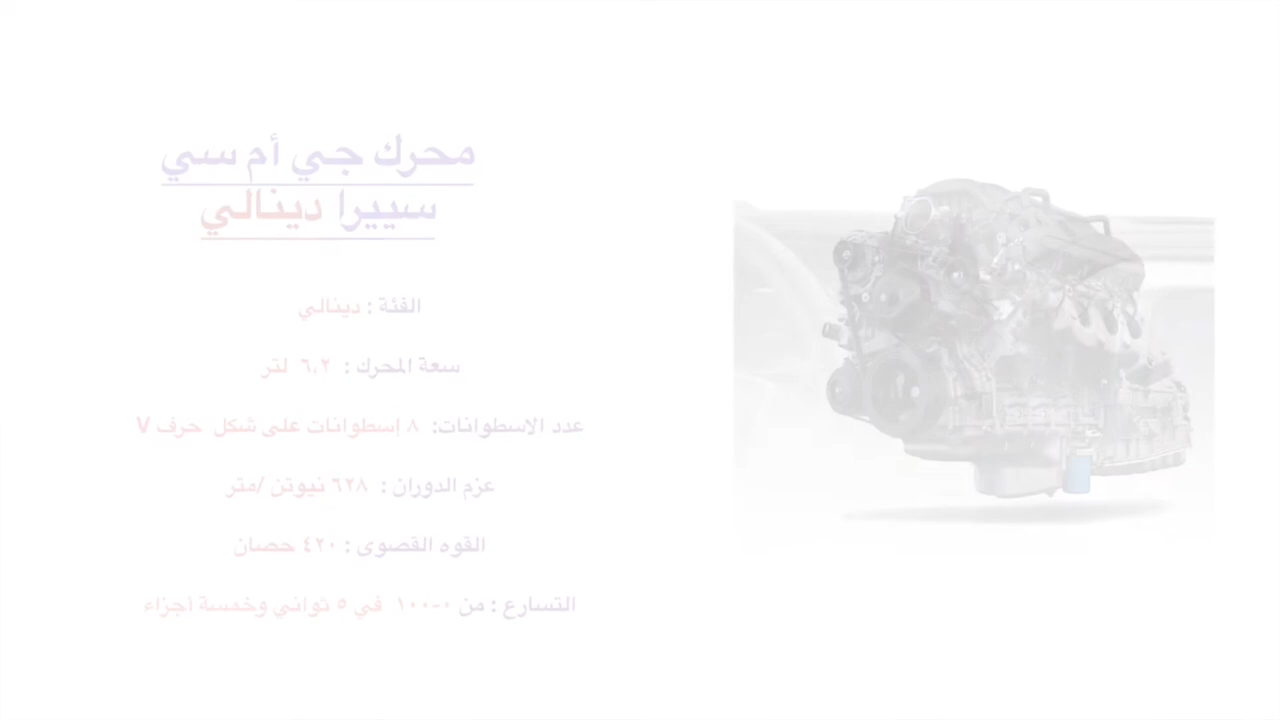 محرك جي أم سي
سييرا دينالي
الفئة : دينالي
سعة المحرك : ٦،٢ لتر
عدد الاسطوانات: ٨ إسطوانات على شكل حرف V
عزم الدوران : ٦٢٨ نيوتن /متر
القوه القصوى : ٤٢٠ حصان
التسارع : من ٠-١٠٠ في ٥ ثواني وخمسة أجزاء